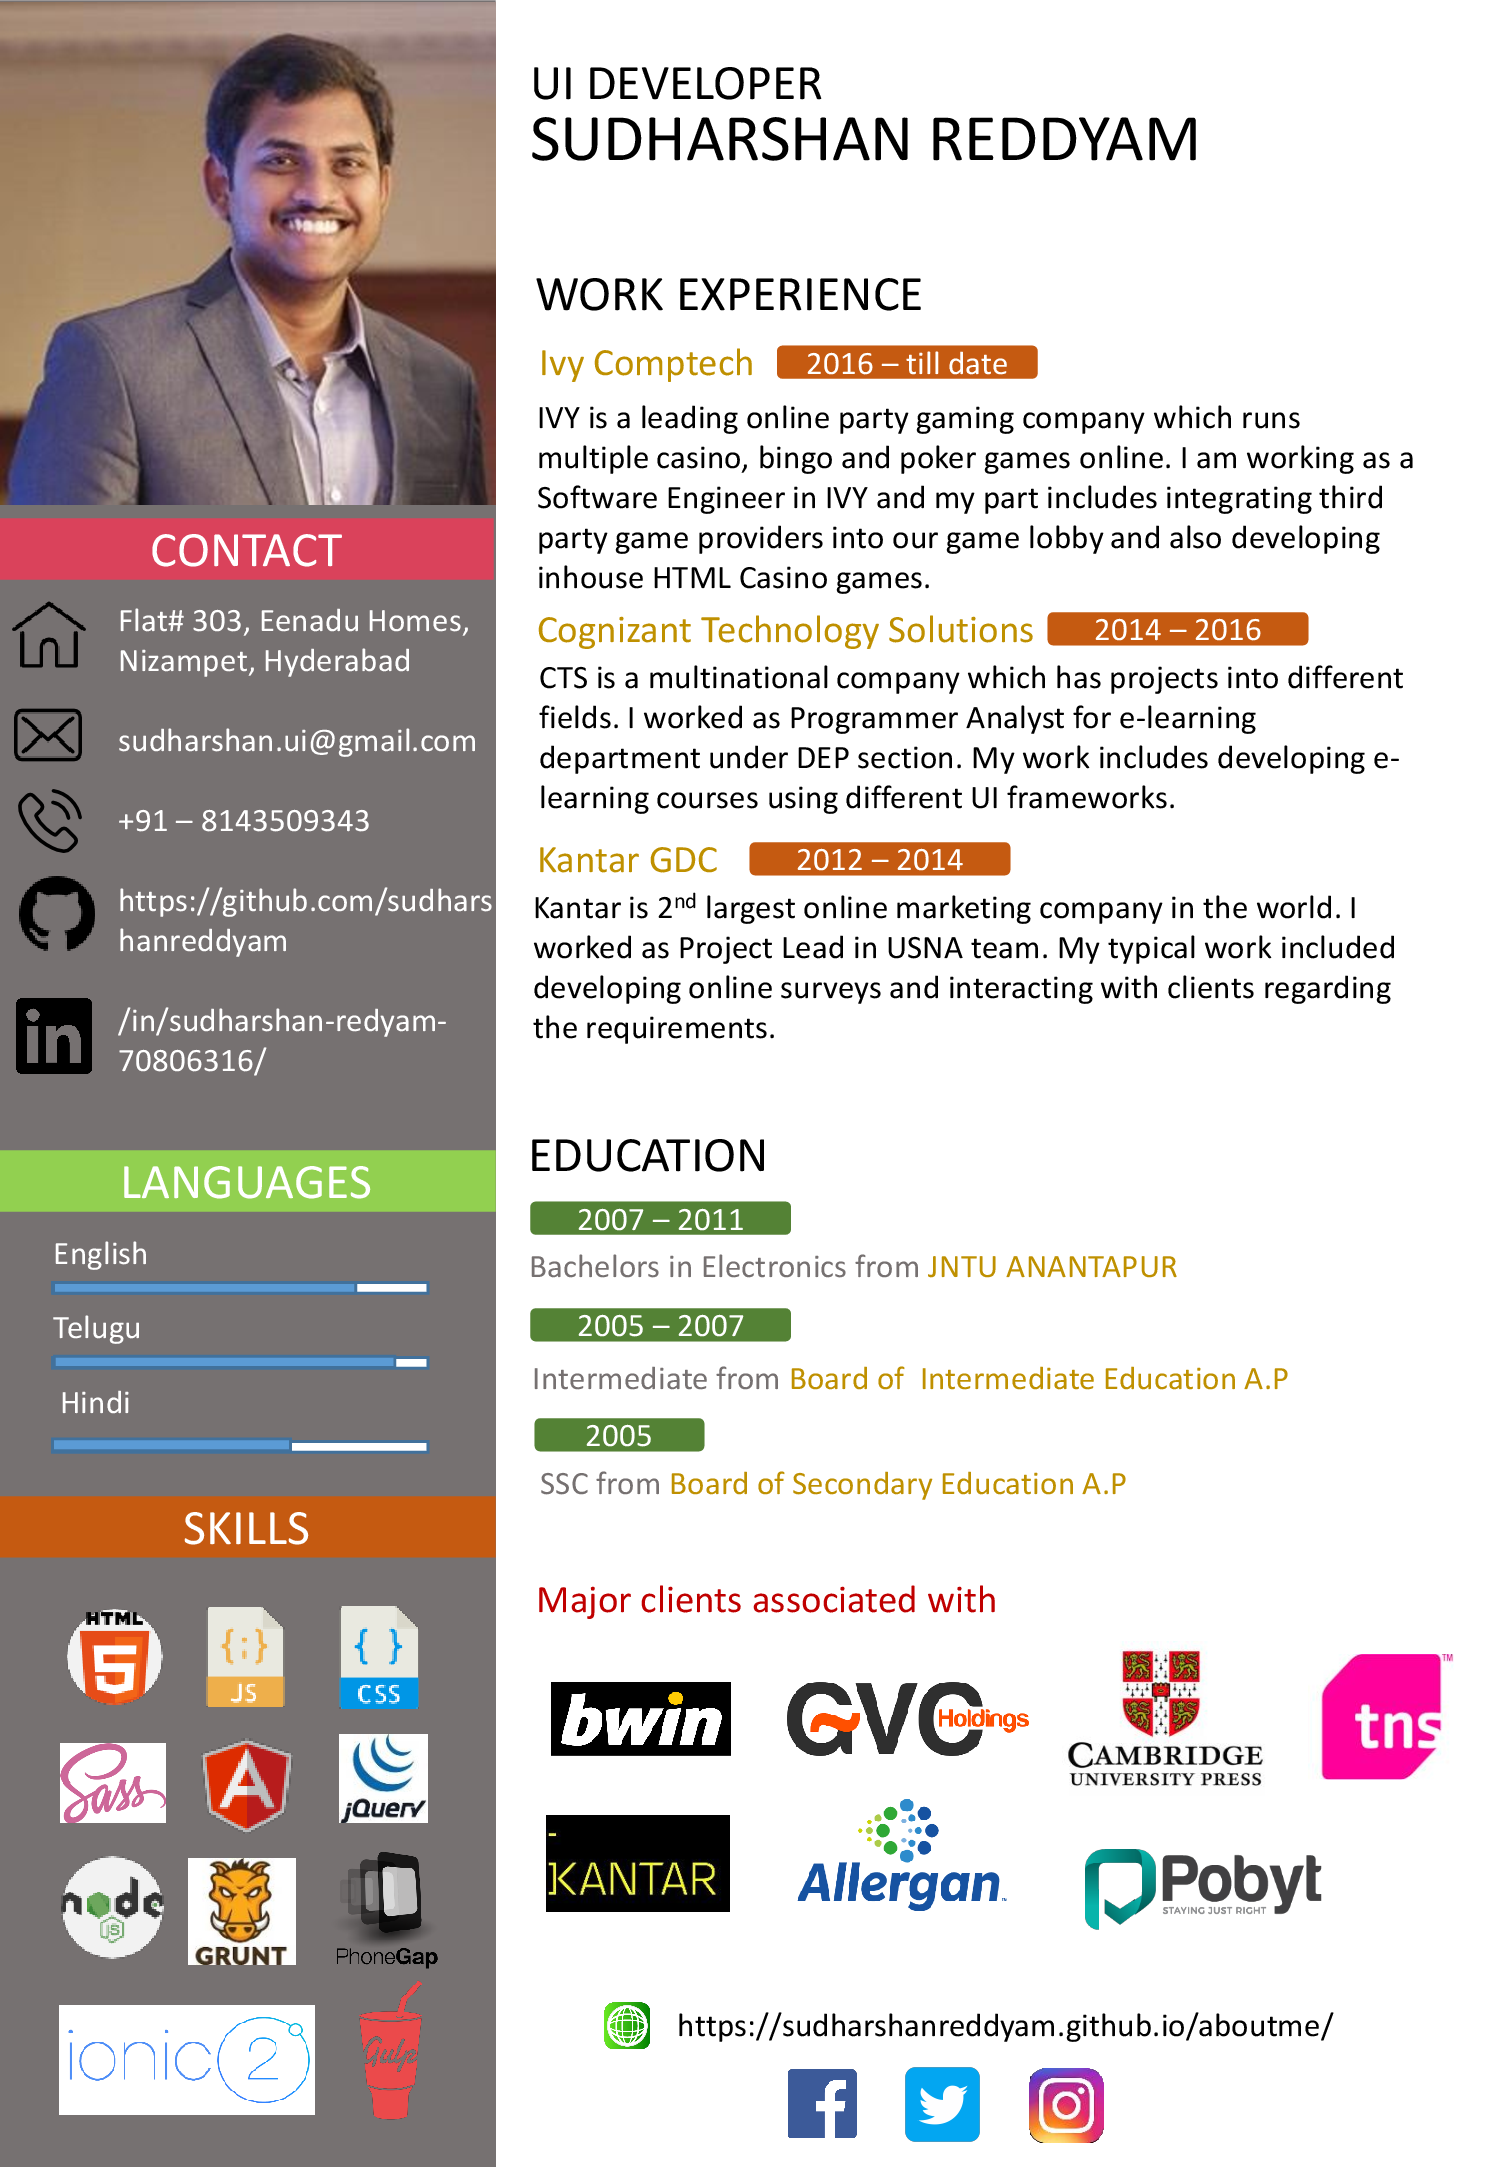 UI DEVELOPER
SUDHARSHAN REDDYAM
WORK EXPERIENCE
Ivy Comptech 2016 – till date
IVY is a leading online party gaming company which runs
multiple casino, bingo and poker games online. I am working as a
Software Engineer in IVY and my part includes integrating third
party game providers into our game lobby and also developing
inhouse HTML Casino games.
Cognizant Technology Solutions 2014 – 2016
CTS is a multinational company which has projects into different
fields. I worked as Programmer Analyst for e-learning
department under DEP section. My work includes developing e-
learning courses using different UI frameworks.
Kantar GDC 2012 – 2014
Kantar is 2nd largest online marketing company in the world. I
worked as Project Lead in USNA team. My typical work included
developing online surveys and interacting with clients regarding
the requirements.
EDUCATION
2007 – 2011
Bachelors in Electronics from JNTU ANANTAPUR
2005 – 2007
Intermediate from Board of  Intermediate Education A.P
2005
SSC from Board of Secondary Education A.P
Major clients associated with
bwin
GVC Holdings
CAMBRIDGE
UNIVERSITY PRESS
tns TM
KANTAR
Allergan
Pobyt
STAYING JUST RIGHT
https://sudharshanreddyam.github.io/aboutme/
CONTACT
Flat# 303, Eenadu Homes,
Nizampet, Hyderabad
sudharshan.ui@gmail.com
+91 – 8143509343
https://github.com/sudhars
hanreddyam
in
/in/sudharshan-redyam-
70806316/
LANGUAGES
English
Telugu
Hindi
SKILLS
HTML
5
{;}
JS
{ }
CSS
Sass
A
jQuery
node
JS
GRUNT
PhoneGap
ionic 2
Gulp